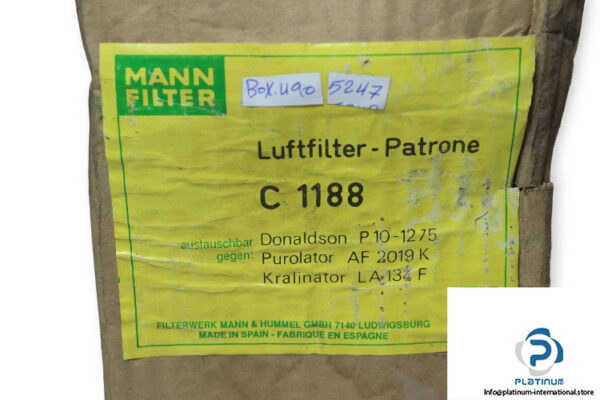 MANN
FILTER
BOX.490
5247
Luftfilter - Patrone
C 1188
austauschbar
gegen:
Donaldson P 10-1275
Purolator AF 2019 K
Kralinator LA 134 F
FILTERWERK MANN & HUMMEL GMBH 7140 LUDWIGSBURG
MADE IN SPAIN - FABRIQUE EN ESPAGNE
PLATINUM
Info@platinum-international.store